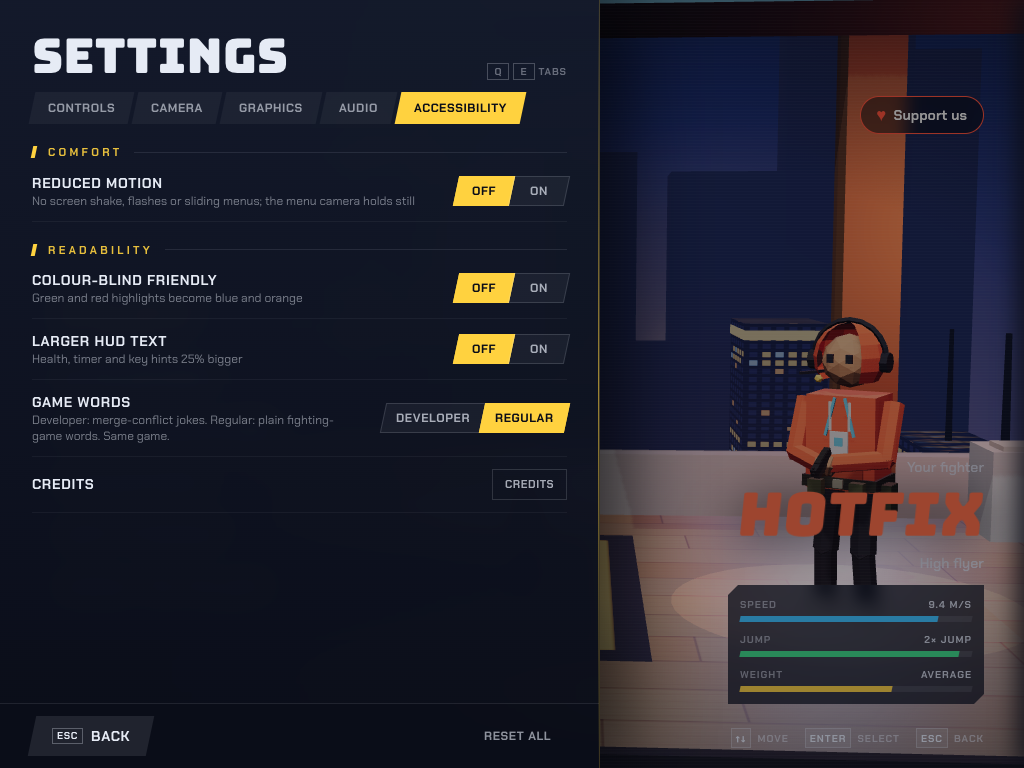 SETTINGS
Q E TABS
CONTROLS CAMERA GRAPHICS AUDIO ACCESSIBILITY
COMFORT
REDUCED MOTION
No screen shake, flashes or sliding menus; the menu camera holds still
OFF ON
READABILITY
COLOUR-BLIND FRIENDLY
Green and red highlights become blue and orange
OFF ON
LARGER HUD TEXT
Health, timer and key hints 25% bigger
OFF ON
GAME WORDS
Developer: merge-conflict jokes. Regular: plain fighting-
game words. Same game.
DEVELOPER REGULAR
CREDITS
CREDITS
ESC BACK
RESET ALL
♥ Support us
Your fighter
HOTFIX
High flyer
SPEED 9.4 M/S
JUMP 2× JUMP
WEIGHT AVERAGE
↑↓ MOVE ENTER SELECT ESC BACK